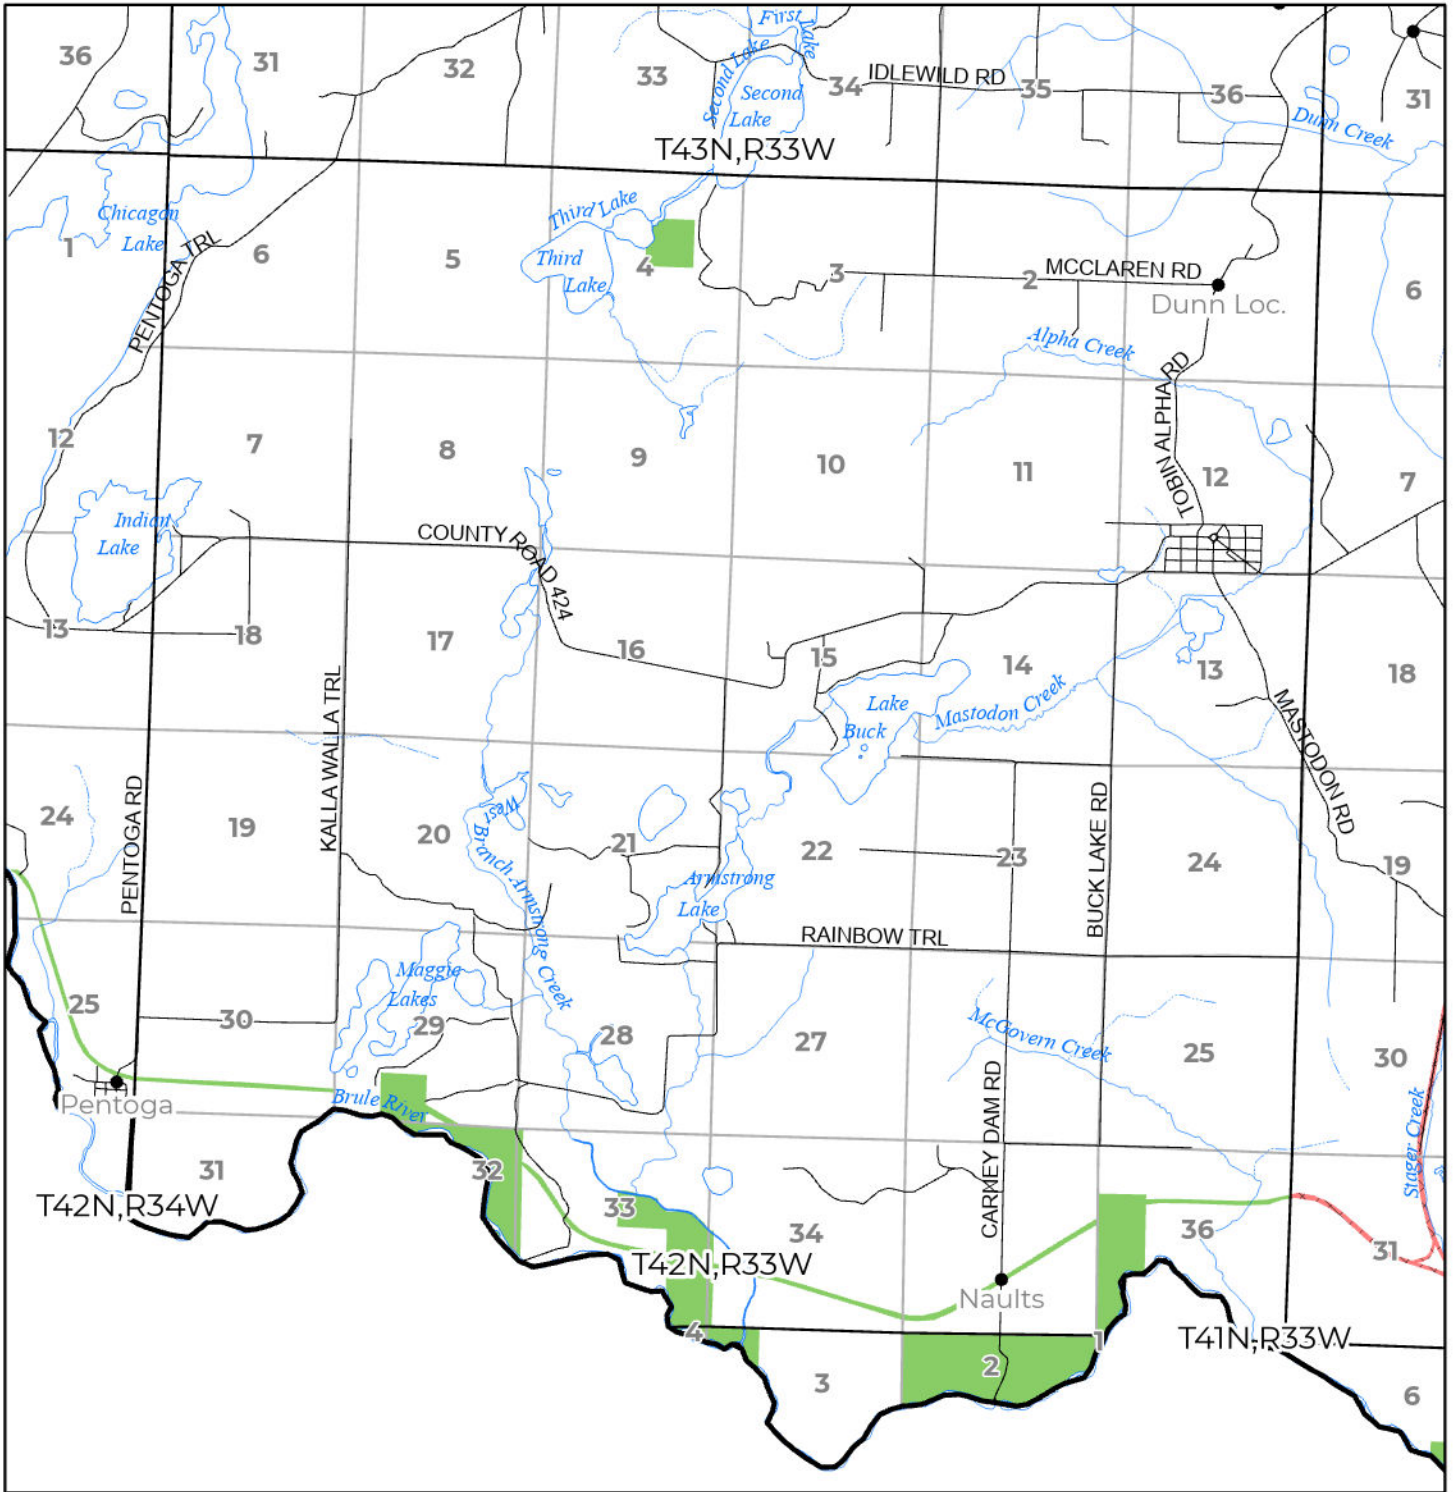 First Lake
36
31
32
33
Second Lake
34
IDLEWILD RD
35
36
31
Second
Lake
Dunn Creek
T43N,R33W
Chicagon
Lake
1
PENTOGA TRL
6
5
Third Lake
Third
Lake
4
3
2
MCCLAREN RD
Dunn Loc.
6
Alpha Creek
TOBIN ALPHA RD
12
7
8
9
10
11
12
7
Indian
Lake
COUNTY ROAD 424
13
18
17
16
15
14
13
18
Lake
Buck
Mastodon Creek
MASTODON RD
KALLA WALLA TRL
PENTOGA RD
BUCK LAKE RD
24
19
20
West
Branch Armstrong Creek
21
22
23
24
19
Armstrong
Lake
RAINBOW TRL
Maggie
Lakes
25
30
29
28
27
McGovern Creek
25
30
CARNEY DAM RD
Stager Creek
Pentoga
Brule River
31
32
33
34
36
31
T42N,R34W
T42N,R33W
Naults
T41N,R33W
4
3
2
1
6